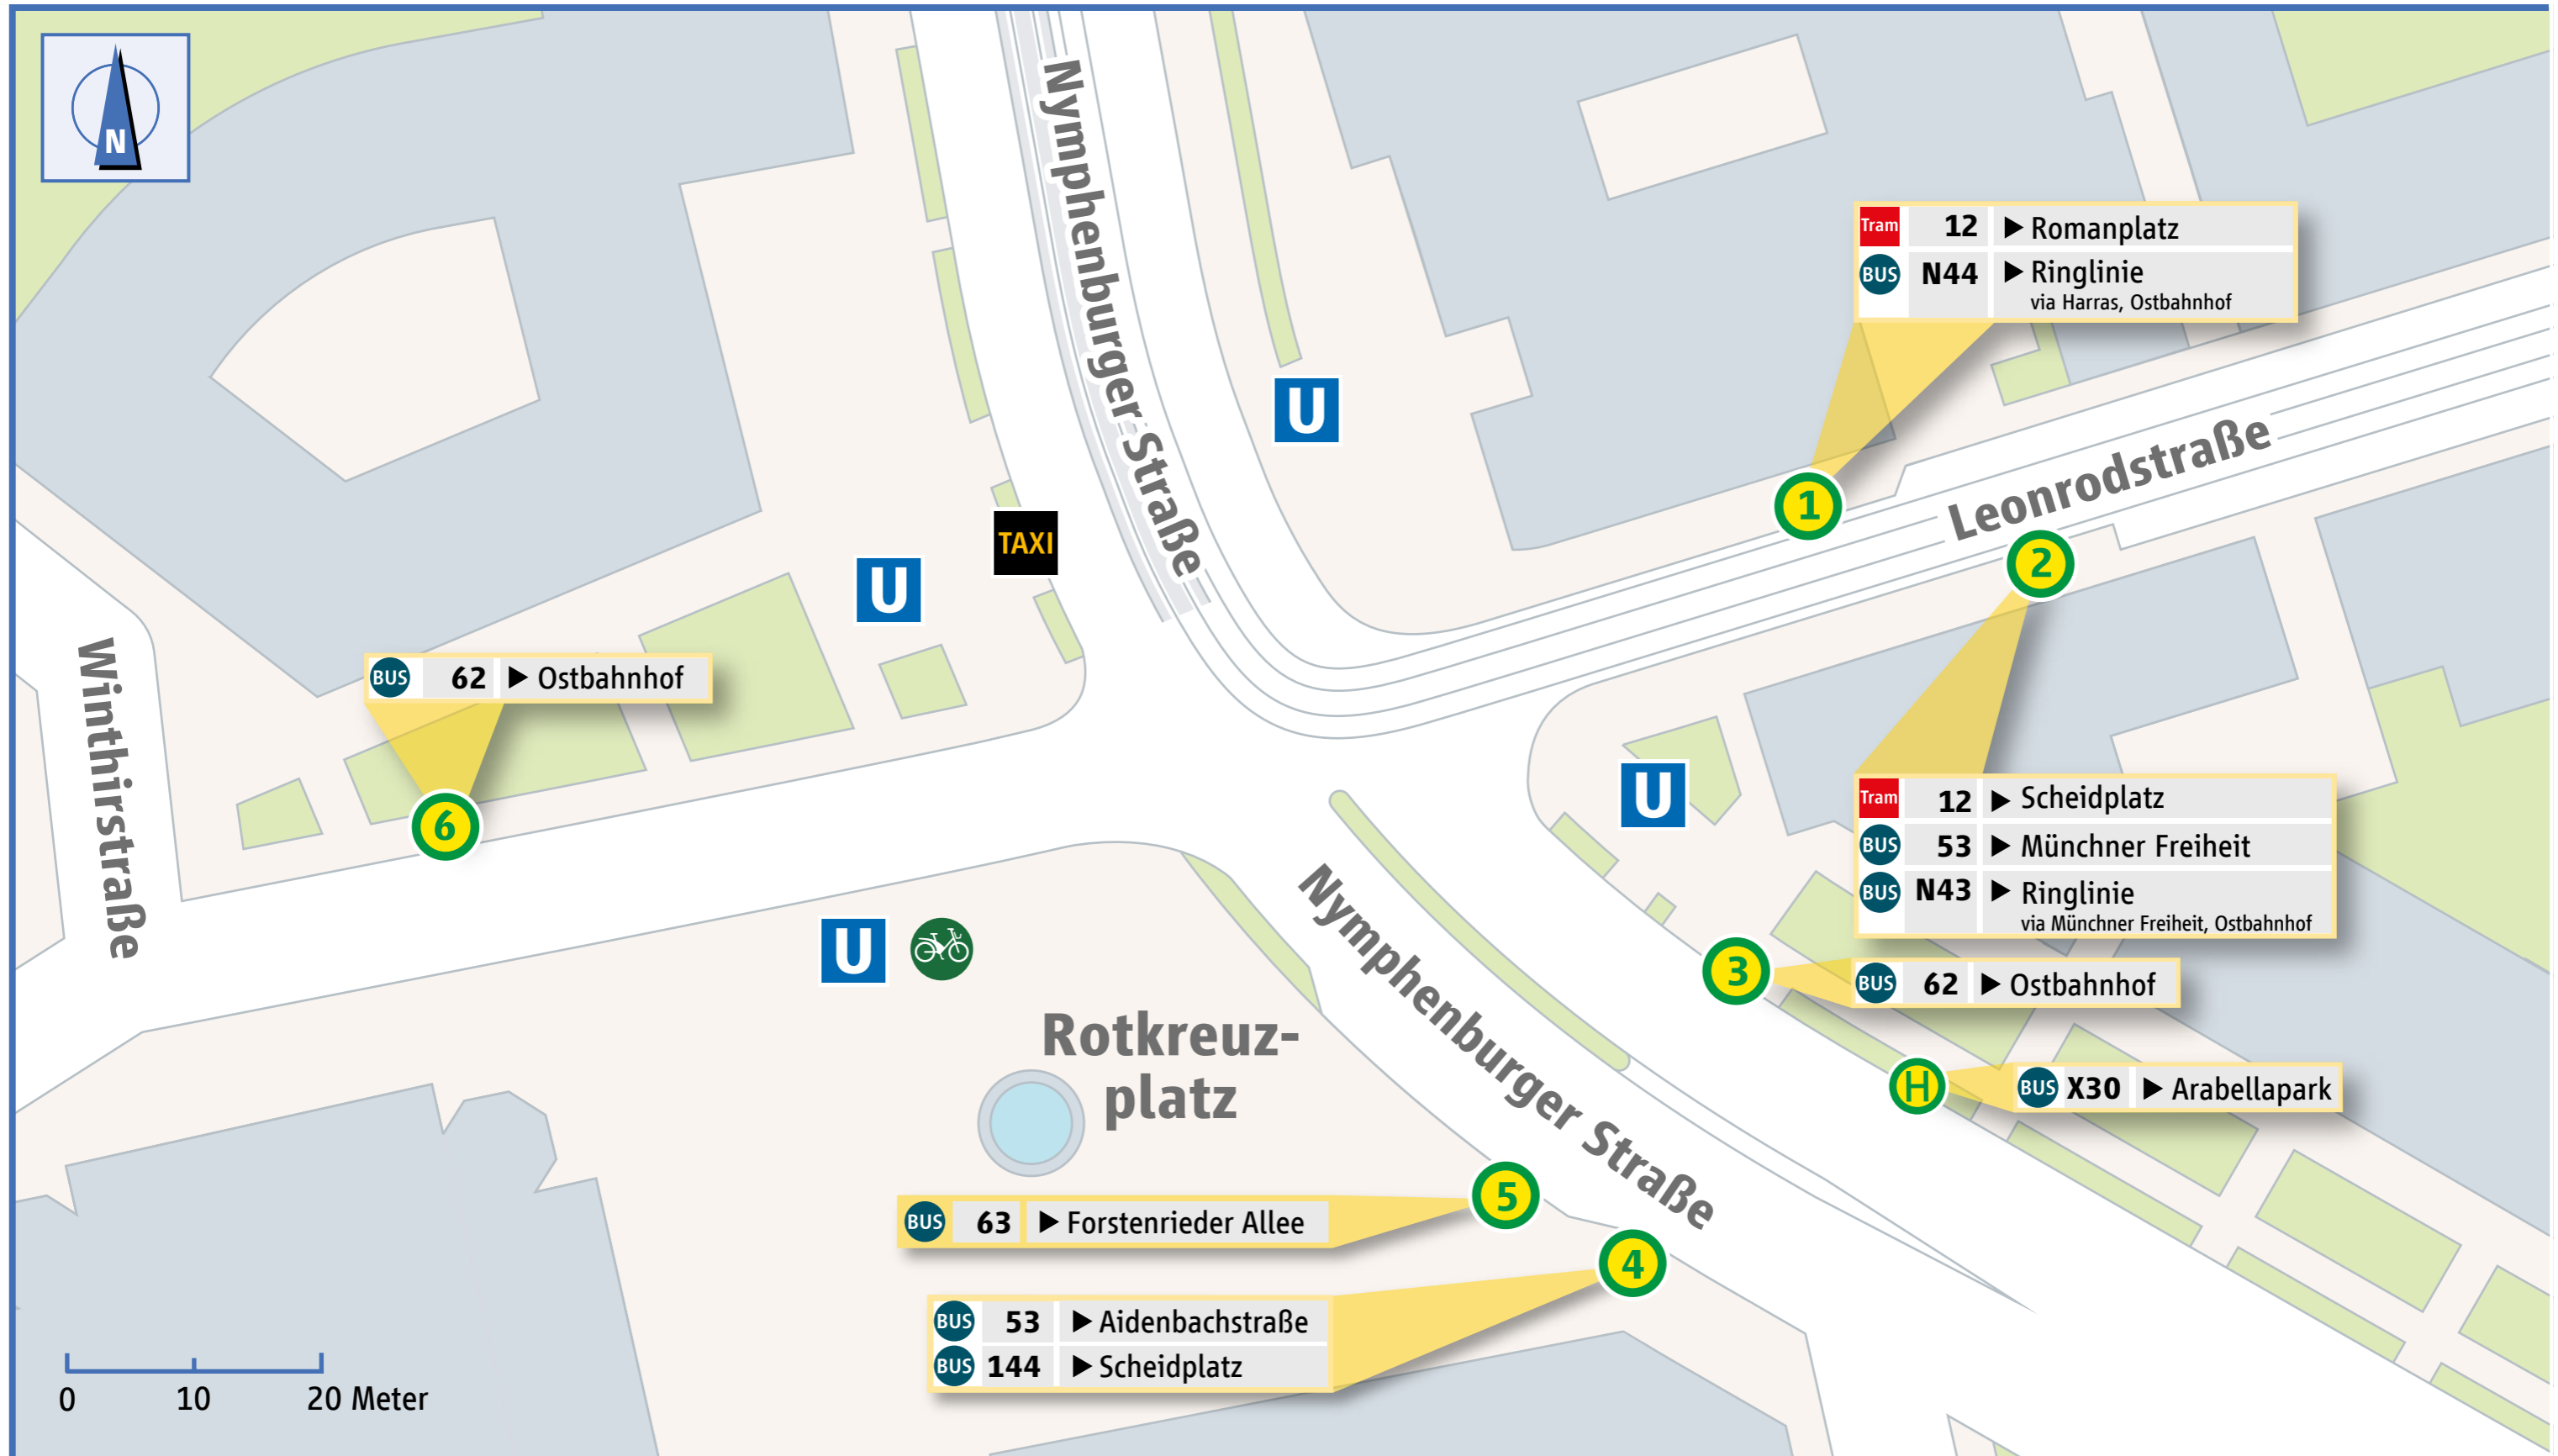 N
Nymphenburger Straße
Tram 12 ▶ Romanplatz
BUS N44 ▶ Ringlinie
via Harras, Ostbahnhof
U
Leonrodstraße
1
TAXI
2
U
Winthirstraße
BUS 62 ▶ Ostbahnhof
6
U
Tram 12 ▶ Scheidplatz
BUS 53 ▶ Münchner Freiheit
BUS N43 ▶ Ringlinie
via Münchner Freiheit, Ostbahnhof
U
Nymphenburger Straße
3
BUS 62 ▶ Ostbahnhof
Rotkreuz-
platz
H
BUS X30 ▶ Arabellapark
5
BUS 63 ▶ Forstenrieder Allee
4
BUS 53 ▶ Aidenbachstraße
BUS 144 ▶ Scheidplatz
0 10 20 Meter